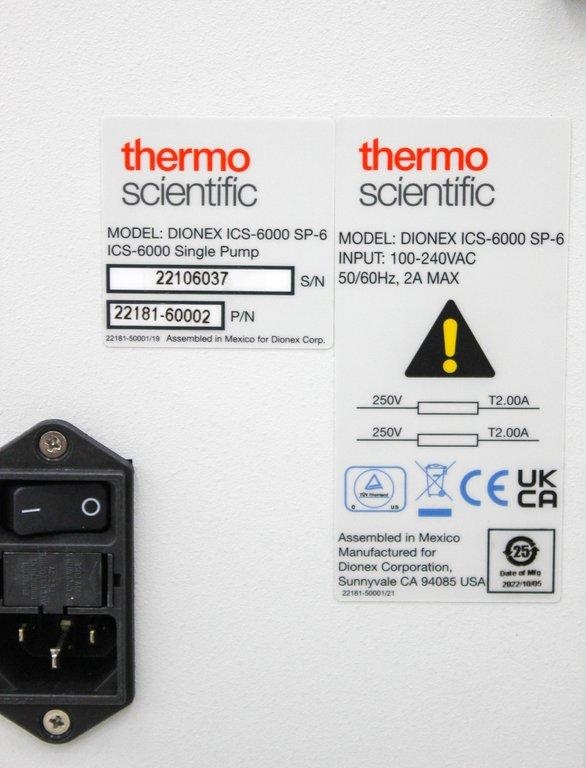 thermo
scientific
MODEL: DIONEX ICS-6000 SP-6
ICS-6000 Single Pump
22106037 S/N
22181-60002 P/N
22181-50001/19 Assembled in Mexico for Dionex Corp.
thermo
scientific
MODEL: DIONEX ICS-6000 SP-6
INPUT: 100-240VAC
50/60Hz, 2A MAX
250V T2.00A
250V T2.00A
TÜV Rheinland
C US
CE
UK
CA
Assembled in Mexico
Manufactured for
Dionex Corporation,
Sunnyvale CA 94085 USA
22181-50001/21
25
Date of Mfg
2022/10/05